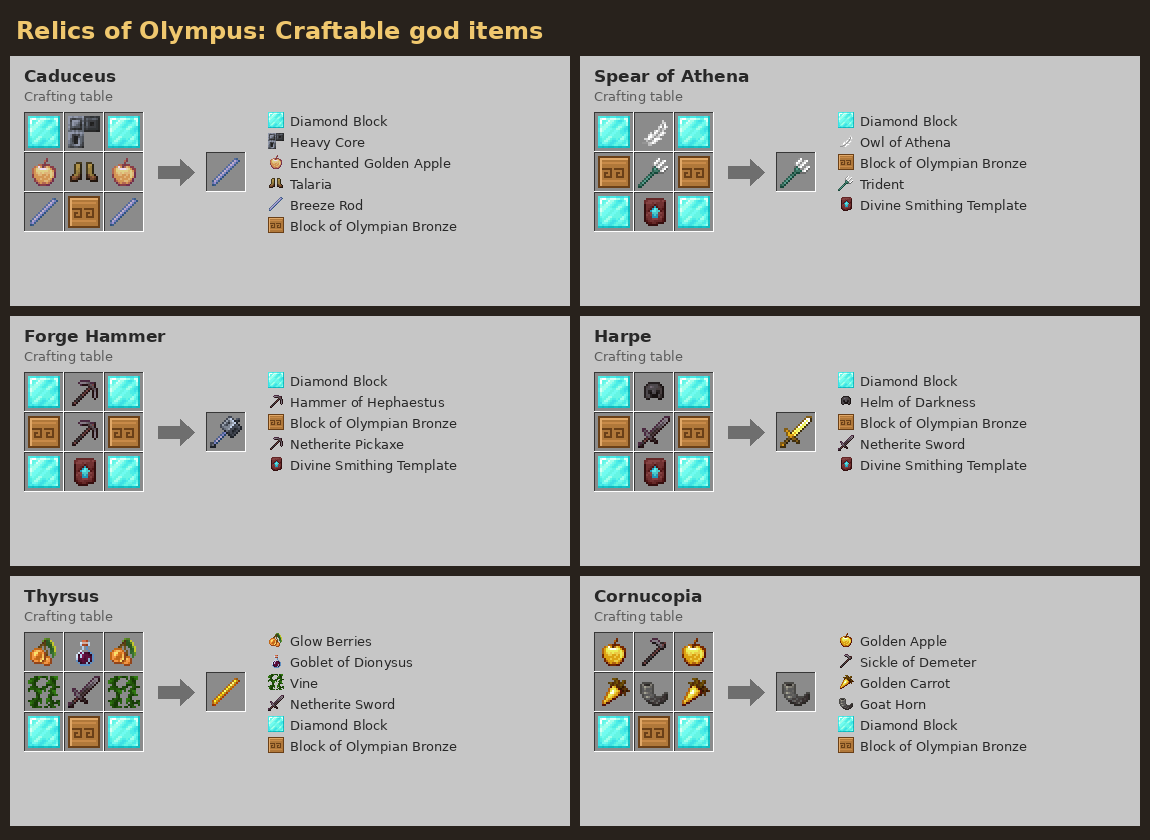 Relics of Olympus: Craftable god items
Caduceus
Crafting table
Diamond Block
Heavy Core
Enchanted Golden Apple
Talaria
Breeze Rod
Block of Olympian Bronze
Spear of Athena
Crafting table
Diamond Block
Owl of Athena
Block of Olympian Bronze
Trident
Divine Smithing Template
Forge Hammer
Crafting table
Diamond Block
Hammer of Hephaestus
Block of Olympian Bronze
Netherite Pickaxe
Divine Smithing Template
Harpe
Crafting table
Diamond Block
Helm of Darkness
Block of Olympian Bronze
Netherite Sword
Divine Smithing Template
Thyrsus
Crafting table
Glow Berries
Goblet of Dionysus
Vine
Netherite Sword
Diamond Block
Block of Olympian Bronze
Cornucopia
Crafting table
Golden Apple
Sickle of Demeter
Golden Carrot
Goat Horn
Diamond Block
Block of Olympian Bronze